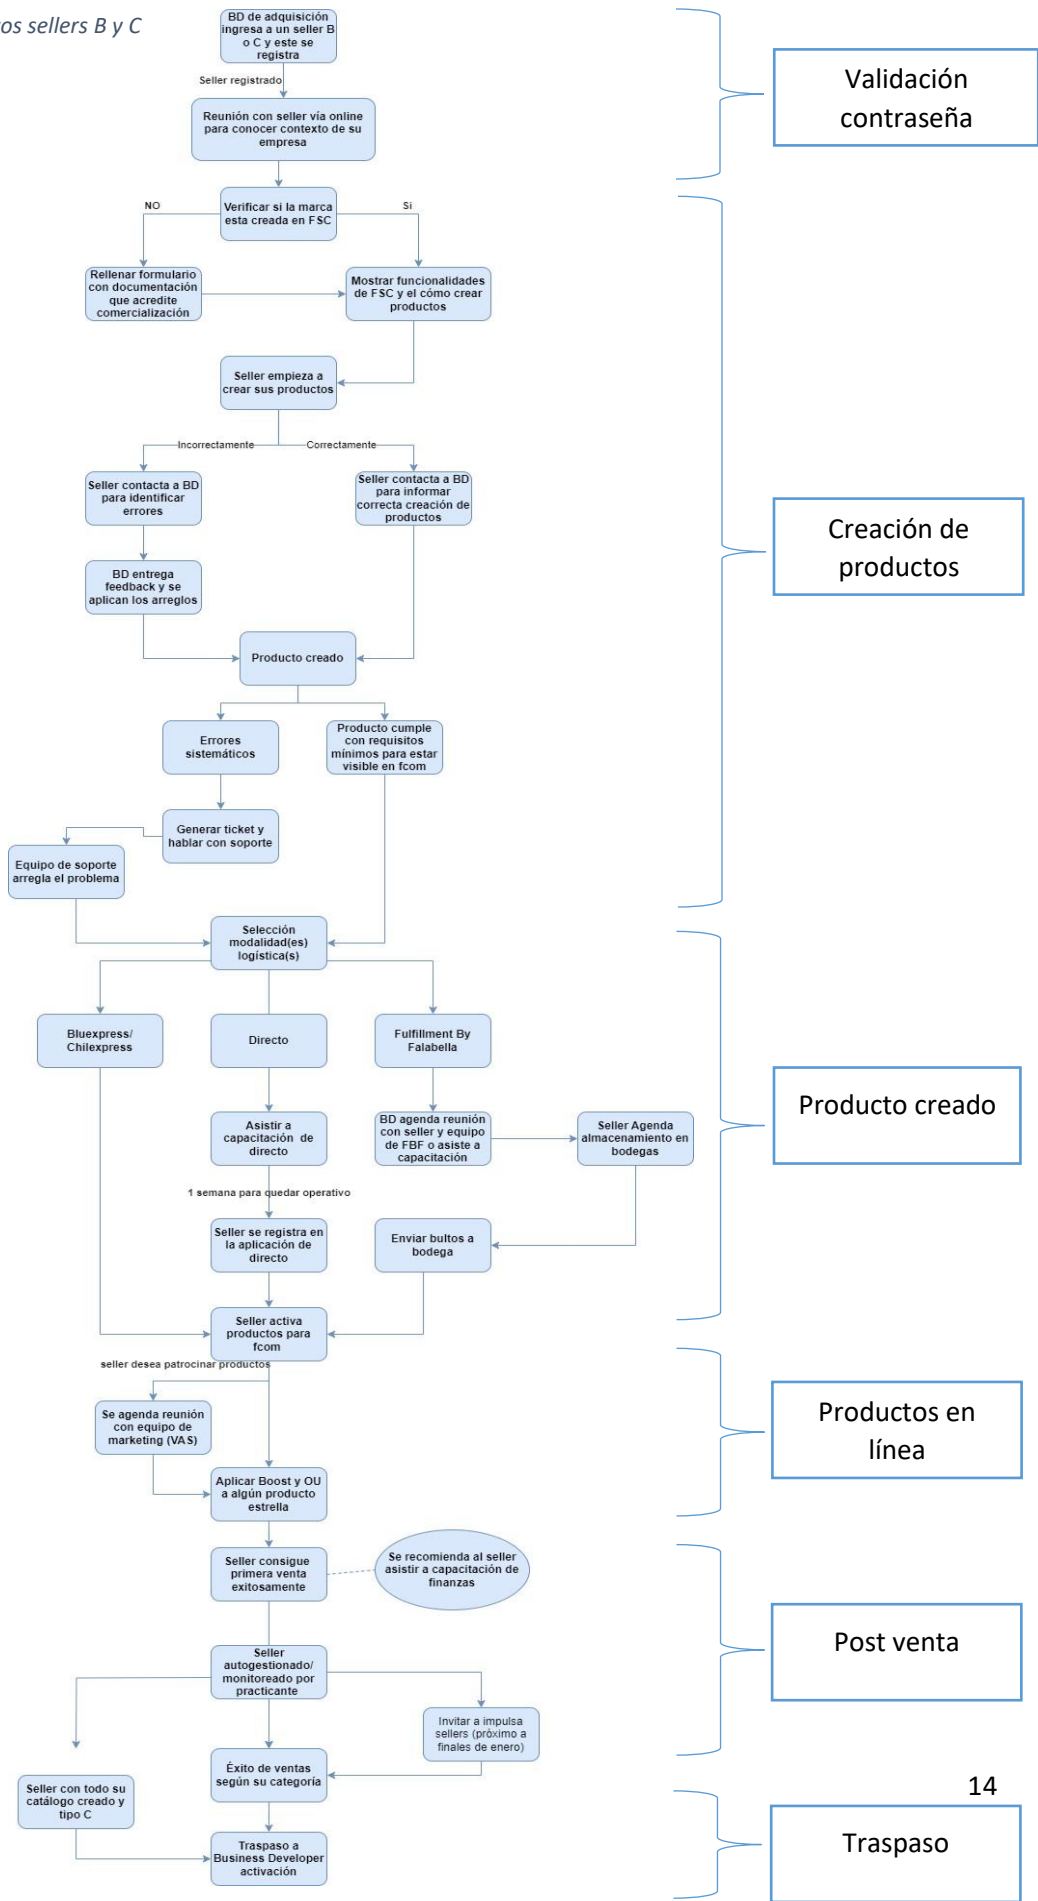 os sellers B y C
BD de adquisición
ingresa a un seller B
o C y este se
registra
Seller registrado
Reunión con seller vía online
para conocer contexto de su
empresa
Validación
contraseña
Verificar si la marca
esta creada en FSC
NO
Si
Rellenar formulario
con documentación
que acredite
comercialización
Mostrar funcionalidades
de FSC y el cómo crear
productos
Seller empieza a
crear sus productos
Incorrectamente
Correctamente
Seller contacta a BD
para identificar
errores
Seller contacta a BD
para informar
correcta creación de
productos
BD entrega
feedback y se
aplican los arreglos
Creación de
productos
Producto creado
Errores
sistemáticos
Producto cumple
con requisitos
mínimos para estar
visible en fcom
Generar ticket y
hablar con soporte
Equipo de soporte
arregla el problema
Selección
modalidad(es)
logística(s)
Bluexpress/
Chilexpress
Directo
Fulfillment By
Falabella
Asistir a
capacitación de
directo
BD agenda reunión
con seller y equipo
de FBF o asiste a
capacitación
Seller Agenda
almacenamiento en
bodegas
Producto creado
1 semana para quedar operativo
Seller se registra en
la aplicación de
directo
Enviar bultos a
bodega
Seller activa
productos para
fcom
seller desea patrocinar productos
Se agenda reunión
con equipo de
marketing (VAS)
Aplicar Boost y OU
a algún producto
estrella
Productos en
línea
Seller consigue
primera venta
exitosamente
Se recomienda al seller
asistir a capacitación de
finanzas
Seller
autogestionado/
monitoreado por
practicante
Invitar a impulsa
sellers (próximo a
finales de enero)
Post venta
Éxito de ventas
según su categoría
Seller con todo su
catálogo creado y
tipo C
Traspaso a
Business Developer
activación
14
Traspaso